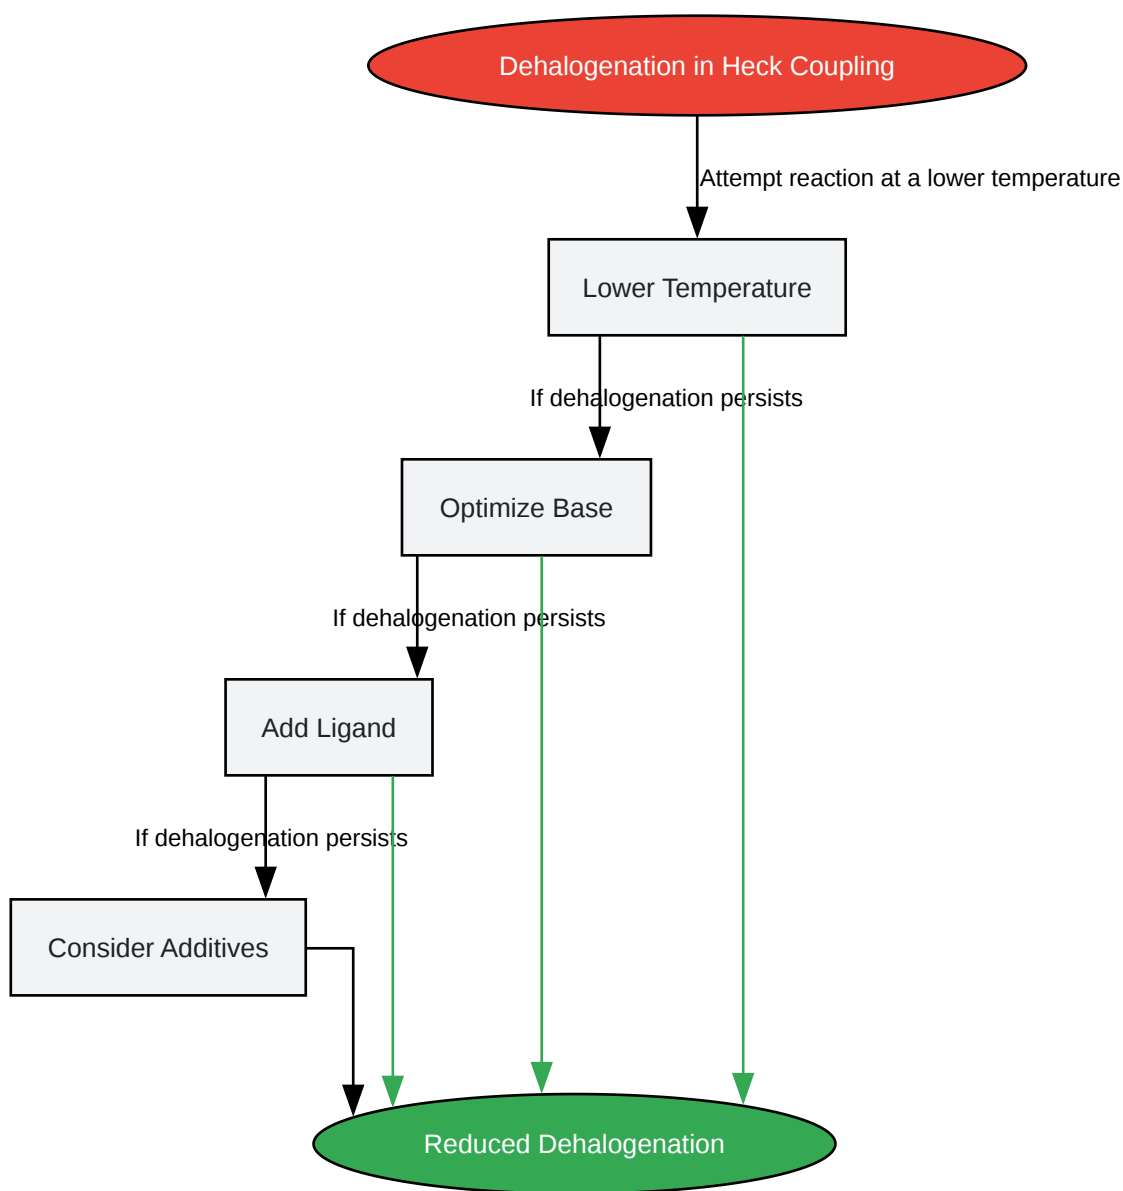 Dehalogenation in Heck Coupling
Attempt reaction at a lower temperature
Lower Temperature
If dehalogenation persists
Optimize Base
If dehalogenation persists
Add Ligand
If dehalogenation persists
Consider Additives
Reduced Dehalogenation